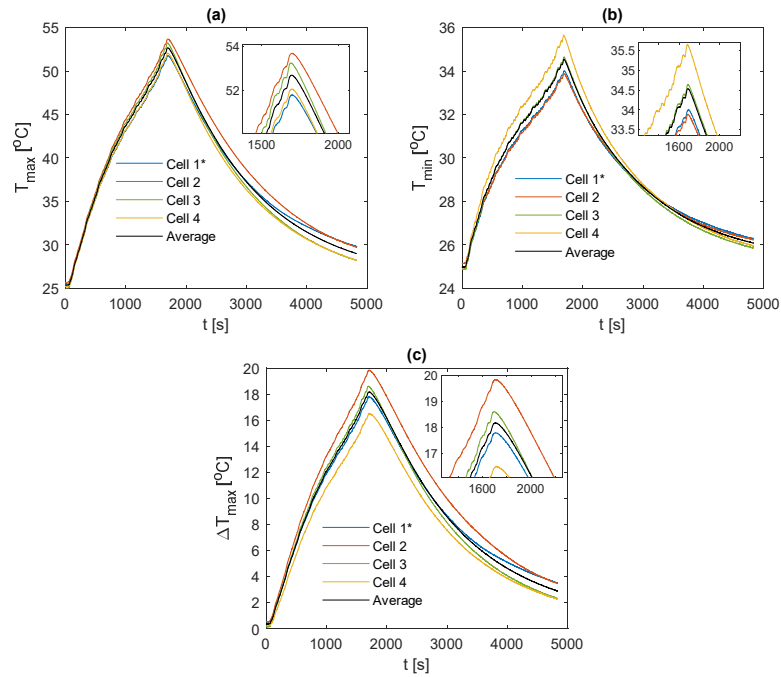 (a)
55
50
45
40
35
30
25
0
1000
2000
3000
4000
5000
T_max [°C]
t [s]
Cell 1*
Cell 2
Cell 3
Cell 4
Average
54
52
1500
2000
(b)
36
34
32
30
28
26
24
0
1000
2000
3000
4000
5000
T_min [°C]
t [s]
Cell 1*
Cell 2
Cell 3
Cell 4
Average
35.5
35
34.5
34
33.5
1600
2000
(c)
20
18
16
14
12
10
8
6
4
2
0
0
1000
2000
3000
4000
5000
ΔT_max [°C]
t [s]
Cell 1*
Cell 2
Cell 3
Cell 4
Average
20
19
18
17
1600
2000